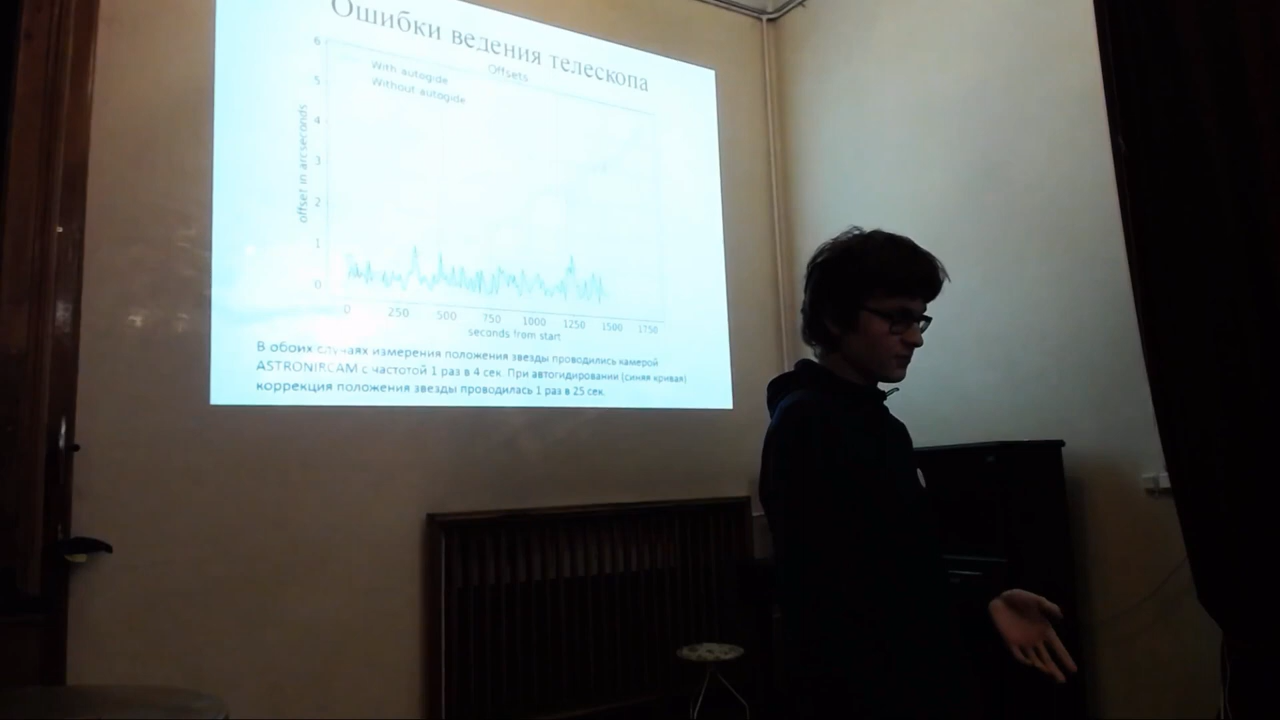 Ошибки ведения телескопа
Offsets
With autogide
Without autogide
offset in arcseconds
6
5
4
3
2
1
0
0 250 500 750 1000 1250 1500 1750
seconds from start
В обоих случаях измерения положения звезды проводились камерой
ASTRONIRCAM с частотой 1 раз в 4 сек. При автогидировании (синяя кривая)
коррекция положения звезды проводилась 1 раз в 25 сек.